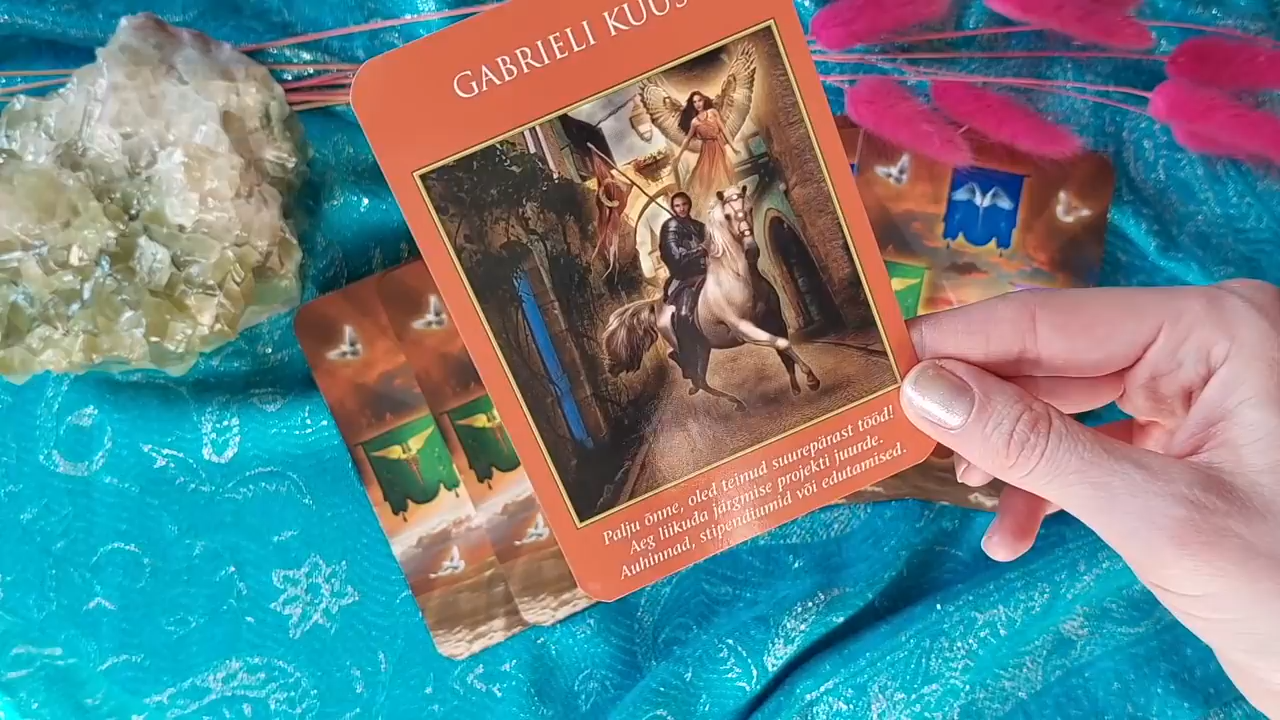 GABRIELI KUUS
Palju õnne, oled teinud suurepärast tööd!
Aeg liikuda järgmise projekti juurde.
Auhinnad, stipendiumid või edutamised.